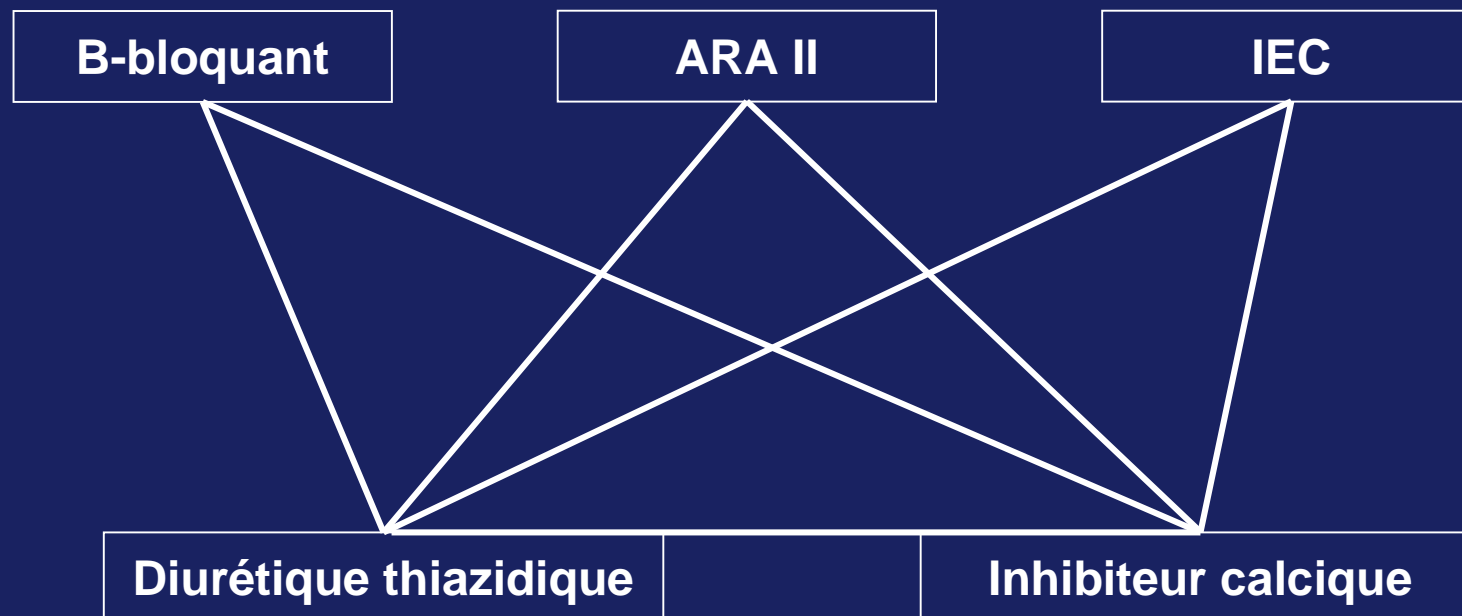 B-bloquant
ARA II
IEC
Diurétique thiazidique
Inhibiteur calcique